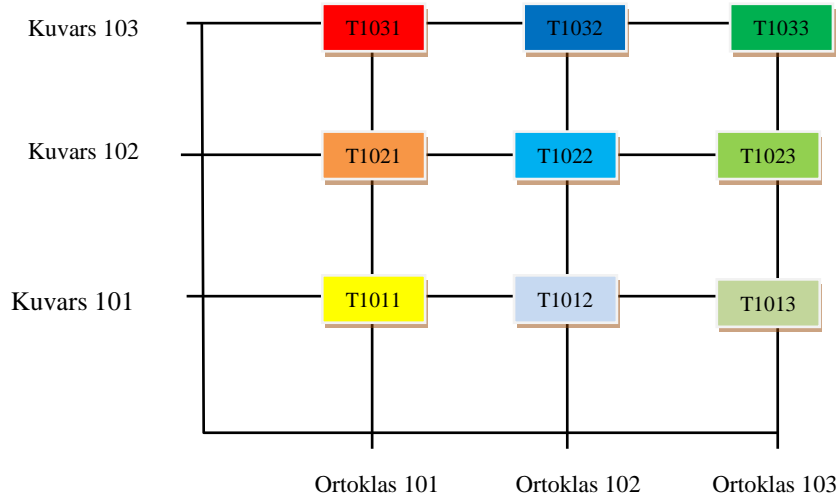 Kuvars 103 T1031 T1032 T1033
Kuvars 102 T1021 T1022 T1023
Kuvars 101 T1011 T1012 T1013
Ortoklas 101 Ortoklas 102 Ortoklas 103